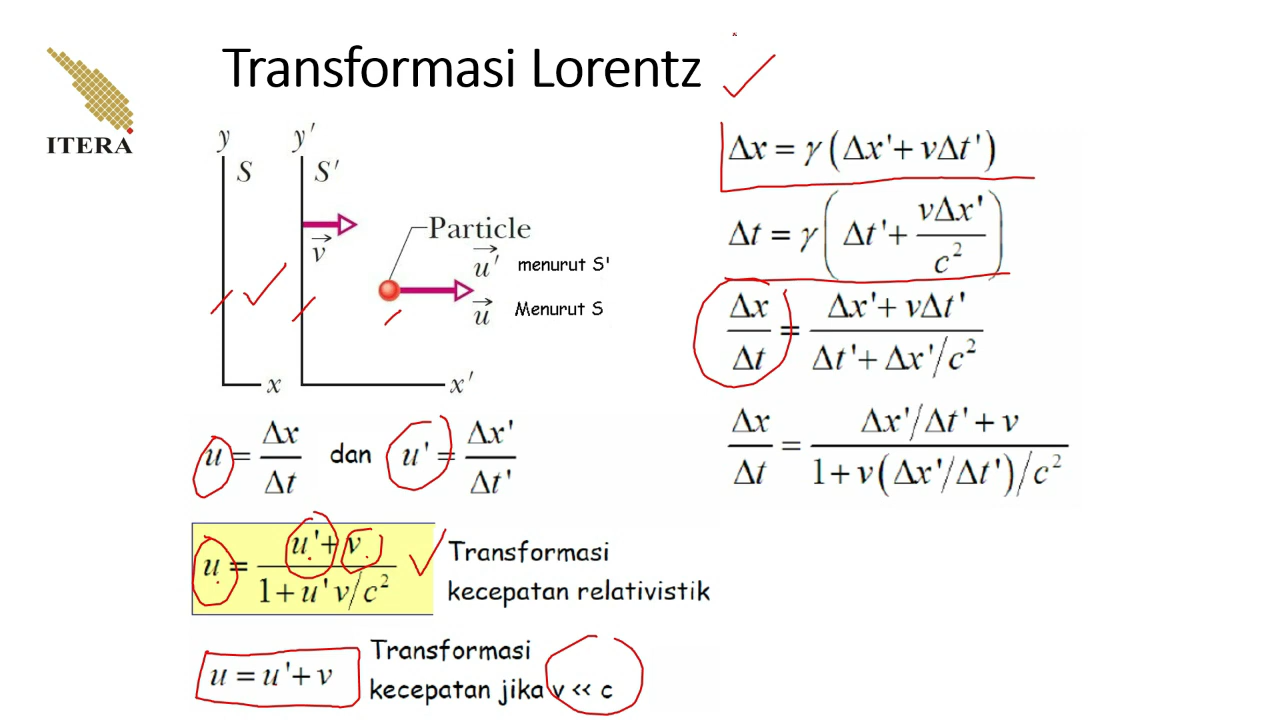 Transformasi Lorentz
ITERA
y
y'
S
S'
v
Particle
u' menurut S'
u Menurut S
x
x'
Δx = γ(Δx'+ vΔt')
Δt = γ(Δt'+ vΔx'/c²)
Δx/Δt = (Δx'+ vΔt')/(Δt'+ Δx'/c²)
Δx/Δt = (Δx'/Δt'+ v)/(1+ v(Δx'/Δt')/c²)
u = Δx/Δt dan u' = Δx'/Δt'
u = (u'+ v)/(1+ u'v/c²)
Transformasi
kecepatan relativistik
u = u'+ v
Transformasi
kecepatan jika v << c